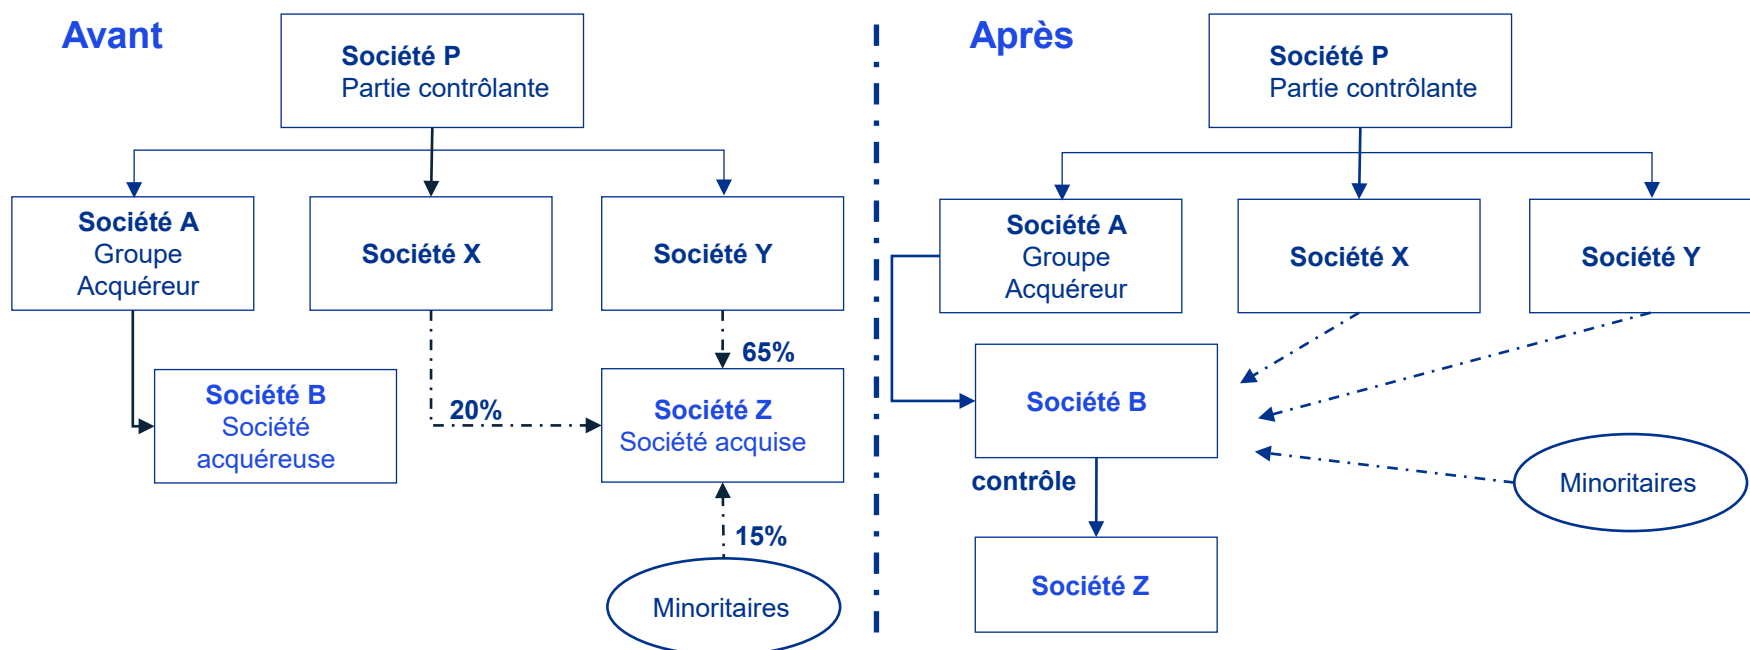 Avant
Société P
Partie contrôlante
Société A
Groupe
Acquéreur
Société X
Société Y
65%
20%
Société B
Société
acquéreuse
Société Z
Société acquise
15%
Minoritaires
Après
Société P
Partie contrôlante
Société A
Groupe
Acquéreur
Société X
Société Y
Société B
contrôle
Minoritaires
Société Z